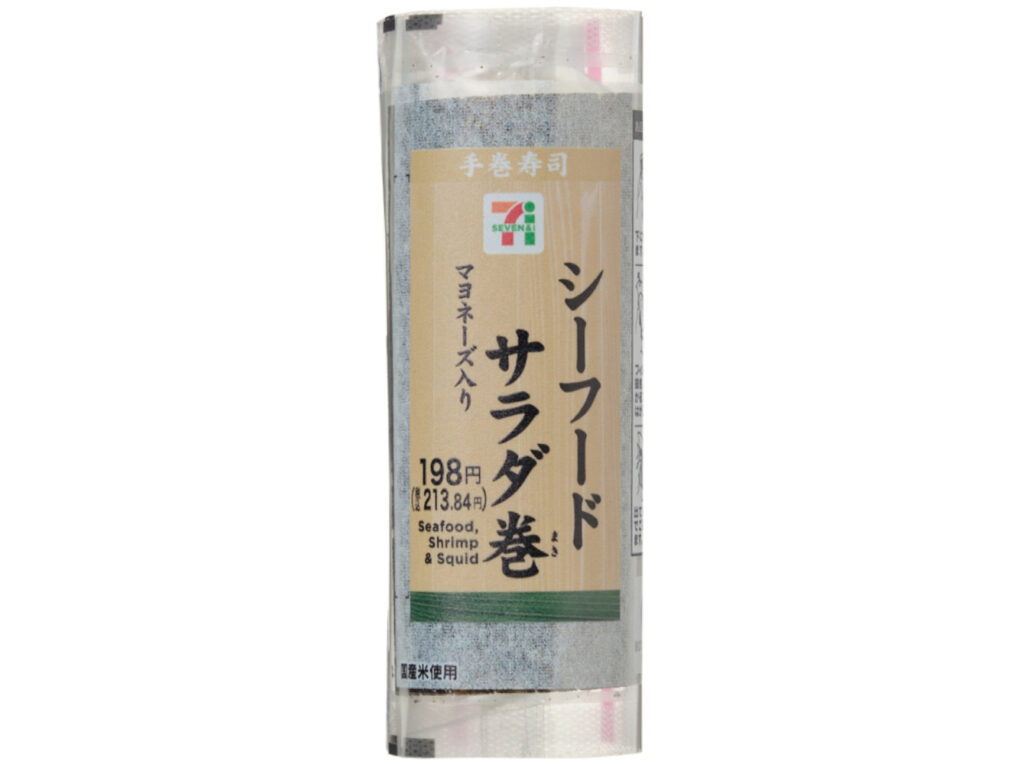 手巻寿司
SEVEN&i
シーフード
サラダ巻
まき
マヨネーズ入り
198円
(税込213.84円)
Seafood,
Shrimp
& Squid
国産米使用